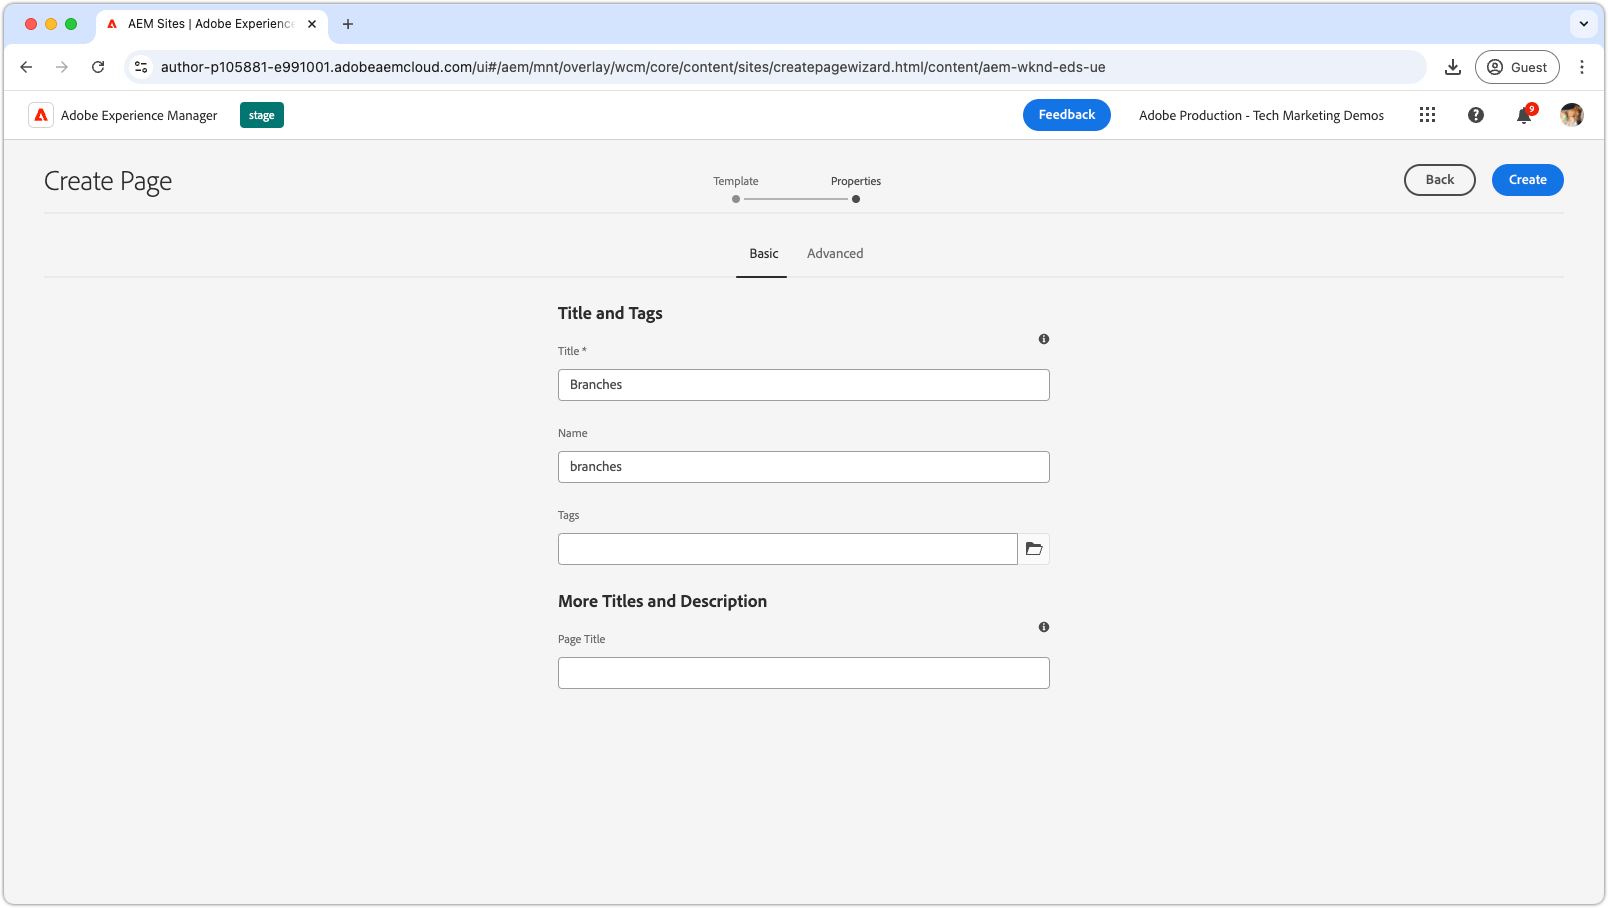 AEM Sites | Adobe Experience
author-p105881-e991001.adobeaemcloud.com/ui#/aem/mnt/overlay/wcm/core/content/sites/createpagewizard.html/content/aem-wknd-eds-ue
Guest
Adobe Experience Manager
stage
Feedback
Adobe Production - Tech Marketing Demos
9
Create Page
Template
Properties
Back
Create
Basic
Advanced
Title and Tags
Title *
Branches
Name
branches
Tags
More Titles and Description
Page Title